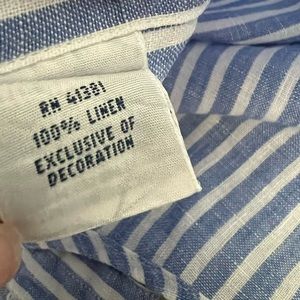 RN 41381
100% LINEN
EXCLUSIVE OF
DECORATION